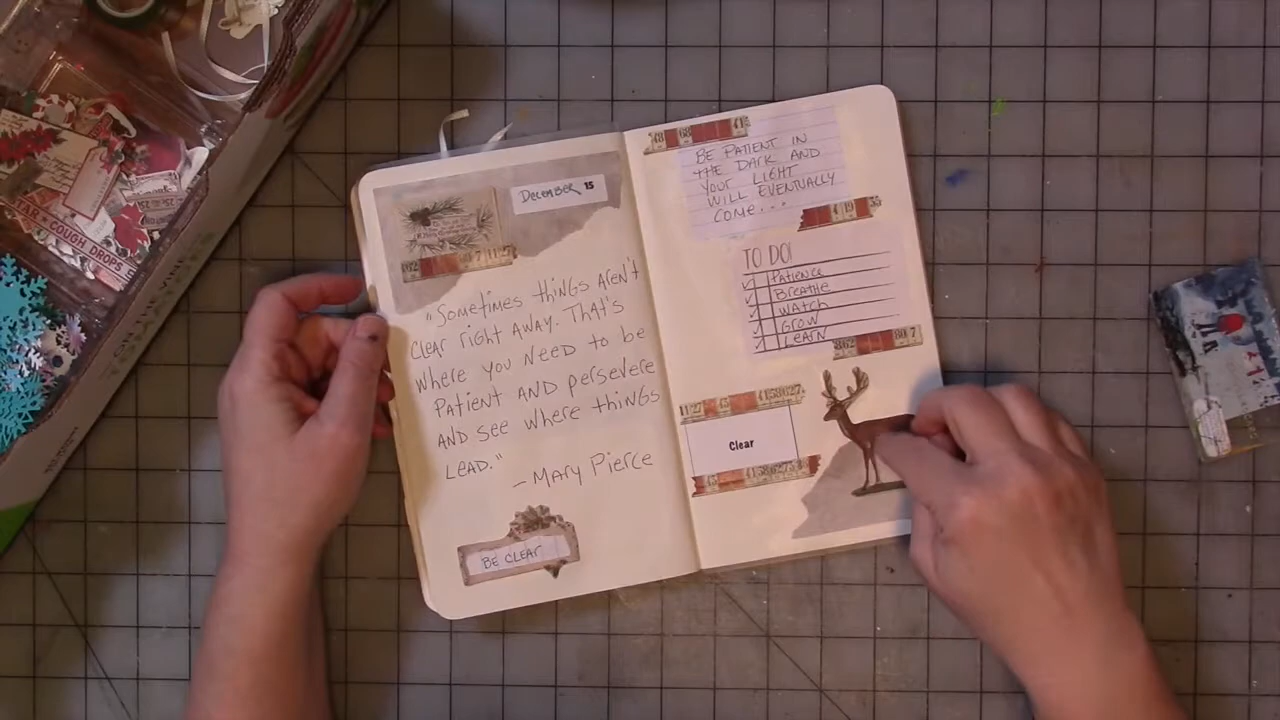 DECEMBER 15
"SOMETIMES THINGS AREN'T
CLEAR RIGHT AWAY. THAT'S
WHERE YOU NEED TO BE
PATIENT AND PERSEVERE
AND SEE WHERE THINGS
LEAD."
- MARY PIERCE
BE CLEAR
BE PATIENT IN
THE DARK AND
YOUR LIGHT
WILL EVENTUALLY
COME...
TO DO!
PATIENCE
BREATHE
WATCH
GROW
LEARN
Clear
COUGH DROPS